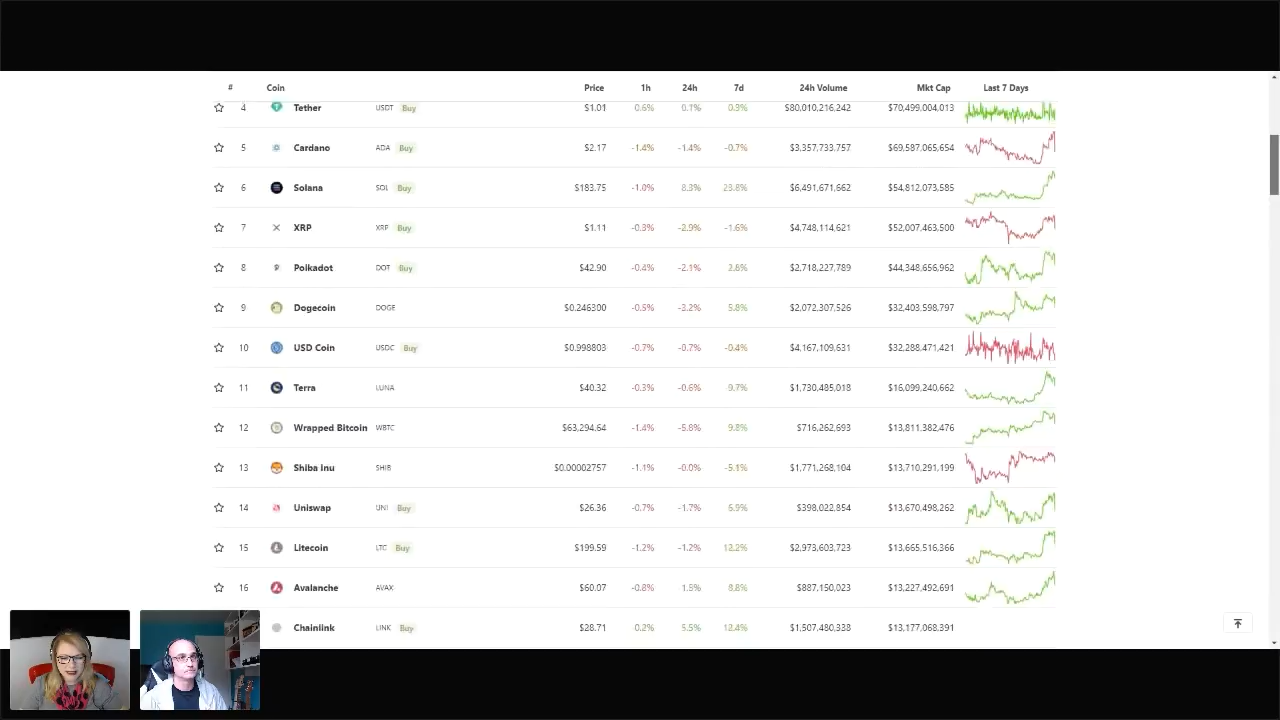 # Coin Price 1h 24h 7d 24h Volume Mkt Cap Last 7 Days
4 Tether USDT Buy $1.01 0.6% 0.1% 0.3% $80,010,216,242 $70,499,004,013
5 Cardano ADA Buy $2.17 -1.4% -1.4% -0.7% $3,357,733,757 $69,587,065,654
6 Solana SOL Buy $183.75 -1.0% 8.3% 23.8% $6,491,671,662 $54,812,073,585
7 XRP XRP Buy $1.11 -0.3% -2.9% -1.6% $4,748,114,621 $52,007,463,500
8 Polkadot DOT Buy $42.90 -0.4% -2.1% 2.8% $2,718,227,789 $44,348,656,962
9 Dogecoin DOGE $0.246300 -0.5% -3.2% 5.8% $2,072,307,526 $32,403,598,797
10 USD Coin USDC Buy $0.998803 -0.7% -0.7% -0.4% $4,167,109,631 $32,288,471,421
11 Terra LUNA $40.32 -0.3% -0.6% 9.7% $1,730,485,018 $16,099,240,662
12 Wrapped Bitcoin WBTC $63,294.64 -1.4% -5.8% 9.8% $716,262,693 $13,811,382,476
13 Shiba Inu SHIB $0.00002757 -1.1% -0.0% -5.1% $1,771,268,104 $13,710,291,199
14 Uniswap UNI Buy $26.36 -0.7% -1.7% 6.9% $398,022,854 $13,670,498,262
15 Litecoin LTC Buy $199.59 -1.2% -1.2% 12.2% $2,973,603,723 $13,665,516,366
16 Avalanche AVAX $60.07 -0.8% 1.5% 8.8% $887,150,023 $13,227,492,691
Chainlink LINK Buy $28.71 0.2% 5.5% 12.4% $1,507,480,338 $13,177,068,391